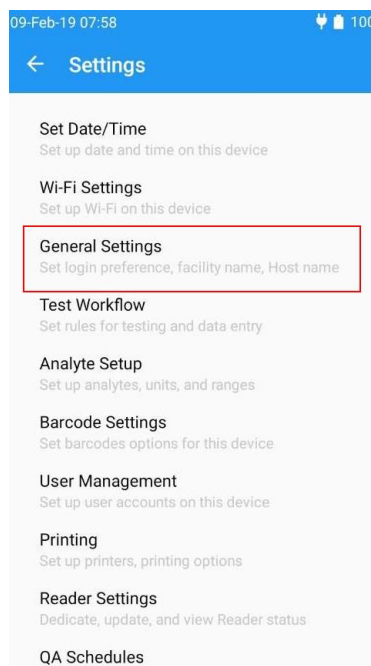 09-Feb-19 07:58 100
Settings
Set Date/Time
Set up date and time on this device
Wi-Fi Settings
Set up Wi-Fi on this device
General Settings
Set login preference, facility name, Host name
Test Workflow
Set rules for testing and data entry
Analyte Setup
Set up analytes, units, and ranges
Barcode Settings
Set barcodes options for this device
User Management
Set up user accounts on this device
Printing
Set up printers, printing options
Reader Settings
Dedicate, update, and view Reader status
QA Schedules